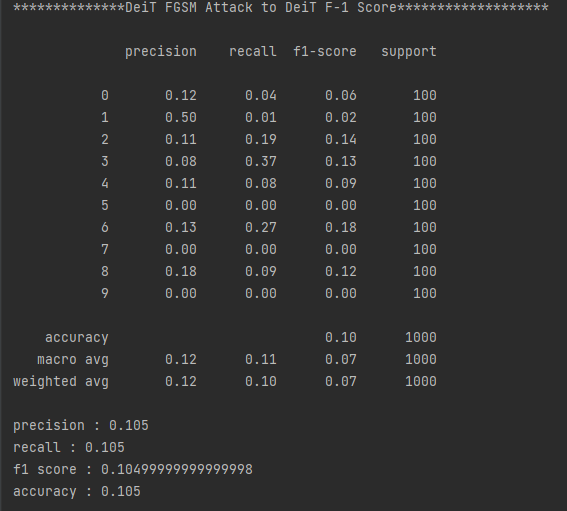 **************DeiT FGSM Attack to DeiT F-1 Score*******************
precision recall f1-score support
0 0.12 0.04 0.06 100
1 0.50 0.01 0.02 100
2 0.11 0.19 0.14 100
3 0.08 0.37 0.13 100
4 0.11 0.08 0.09 100
5 0.00 0.00 0.00 100
6 0.13 0.27 0.18 100
7 0.00 0.00 0.00 100
8 0.18 0.09 0.12 100
9 0.00 0.00 0.00 100
accuracy 0.10 1000
macro avg 0.12 0.11 0.07 1000
weighted avg 0.12 0.10 0.07 1000
precision : 0.105
recall : 0.105
f1 score : 0.10499999999999998
accuracy : 0.105